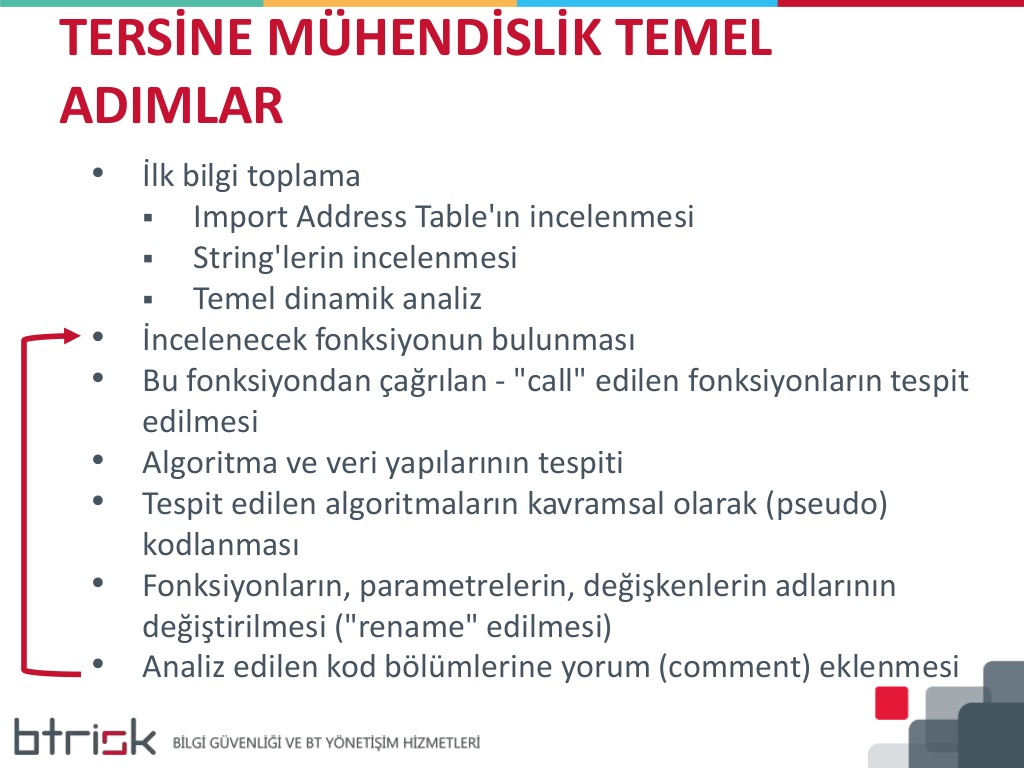 TERSİNE MÜHENDİSLİK TEMEL
ADIMLAR
• İlk bilgi toplama
▪ Import Address Table'ın incelenmesi
▪ String'lerin incelenmesi
▪ Temel dinamik analiz
• İncelenecek fonksiyonun bulunması
• Bu fonksiyondan çağrılan - "call" edilen fonksiyonların tespit
edilmesi
• Algoritma ve veri yapılarının tespiti
• Tespit edilen algoritmaların kavramsal olarak (pseudo)
kodlanması
• Fonksiyonların, parametrelerin, değişkenlerin adlarının
değiştirilmesi ("rename" edilmesi)
• Analiz edilen kod bölümlerine yorum (comment) eklenmesi
btrisk BİLGİ GÜVENLİĞİ VE BT YÖNETİŞİM HİZMETLERİ